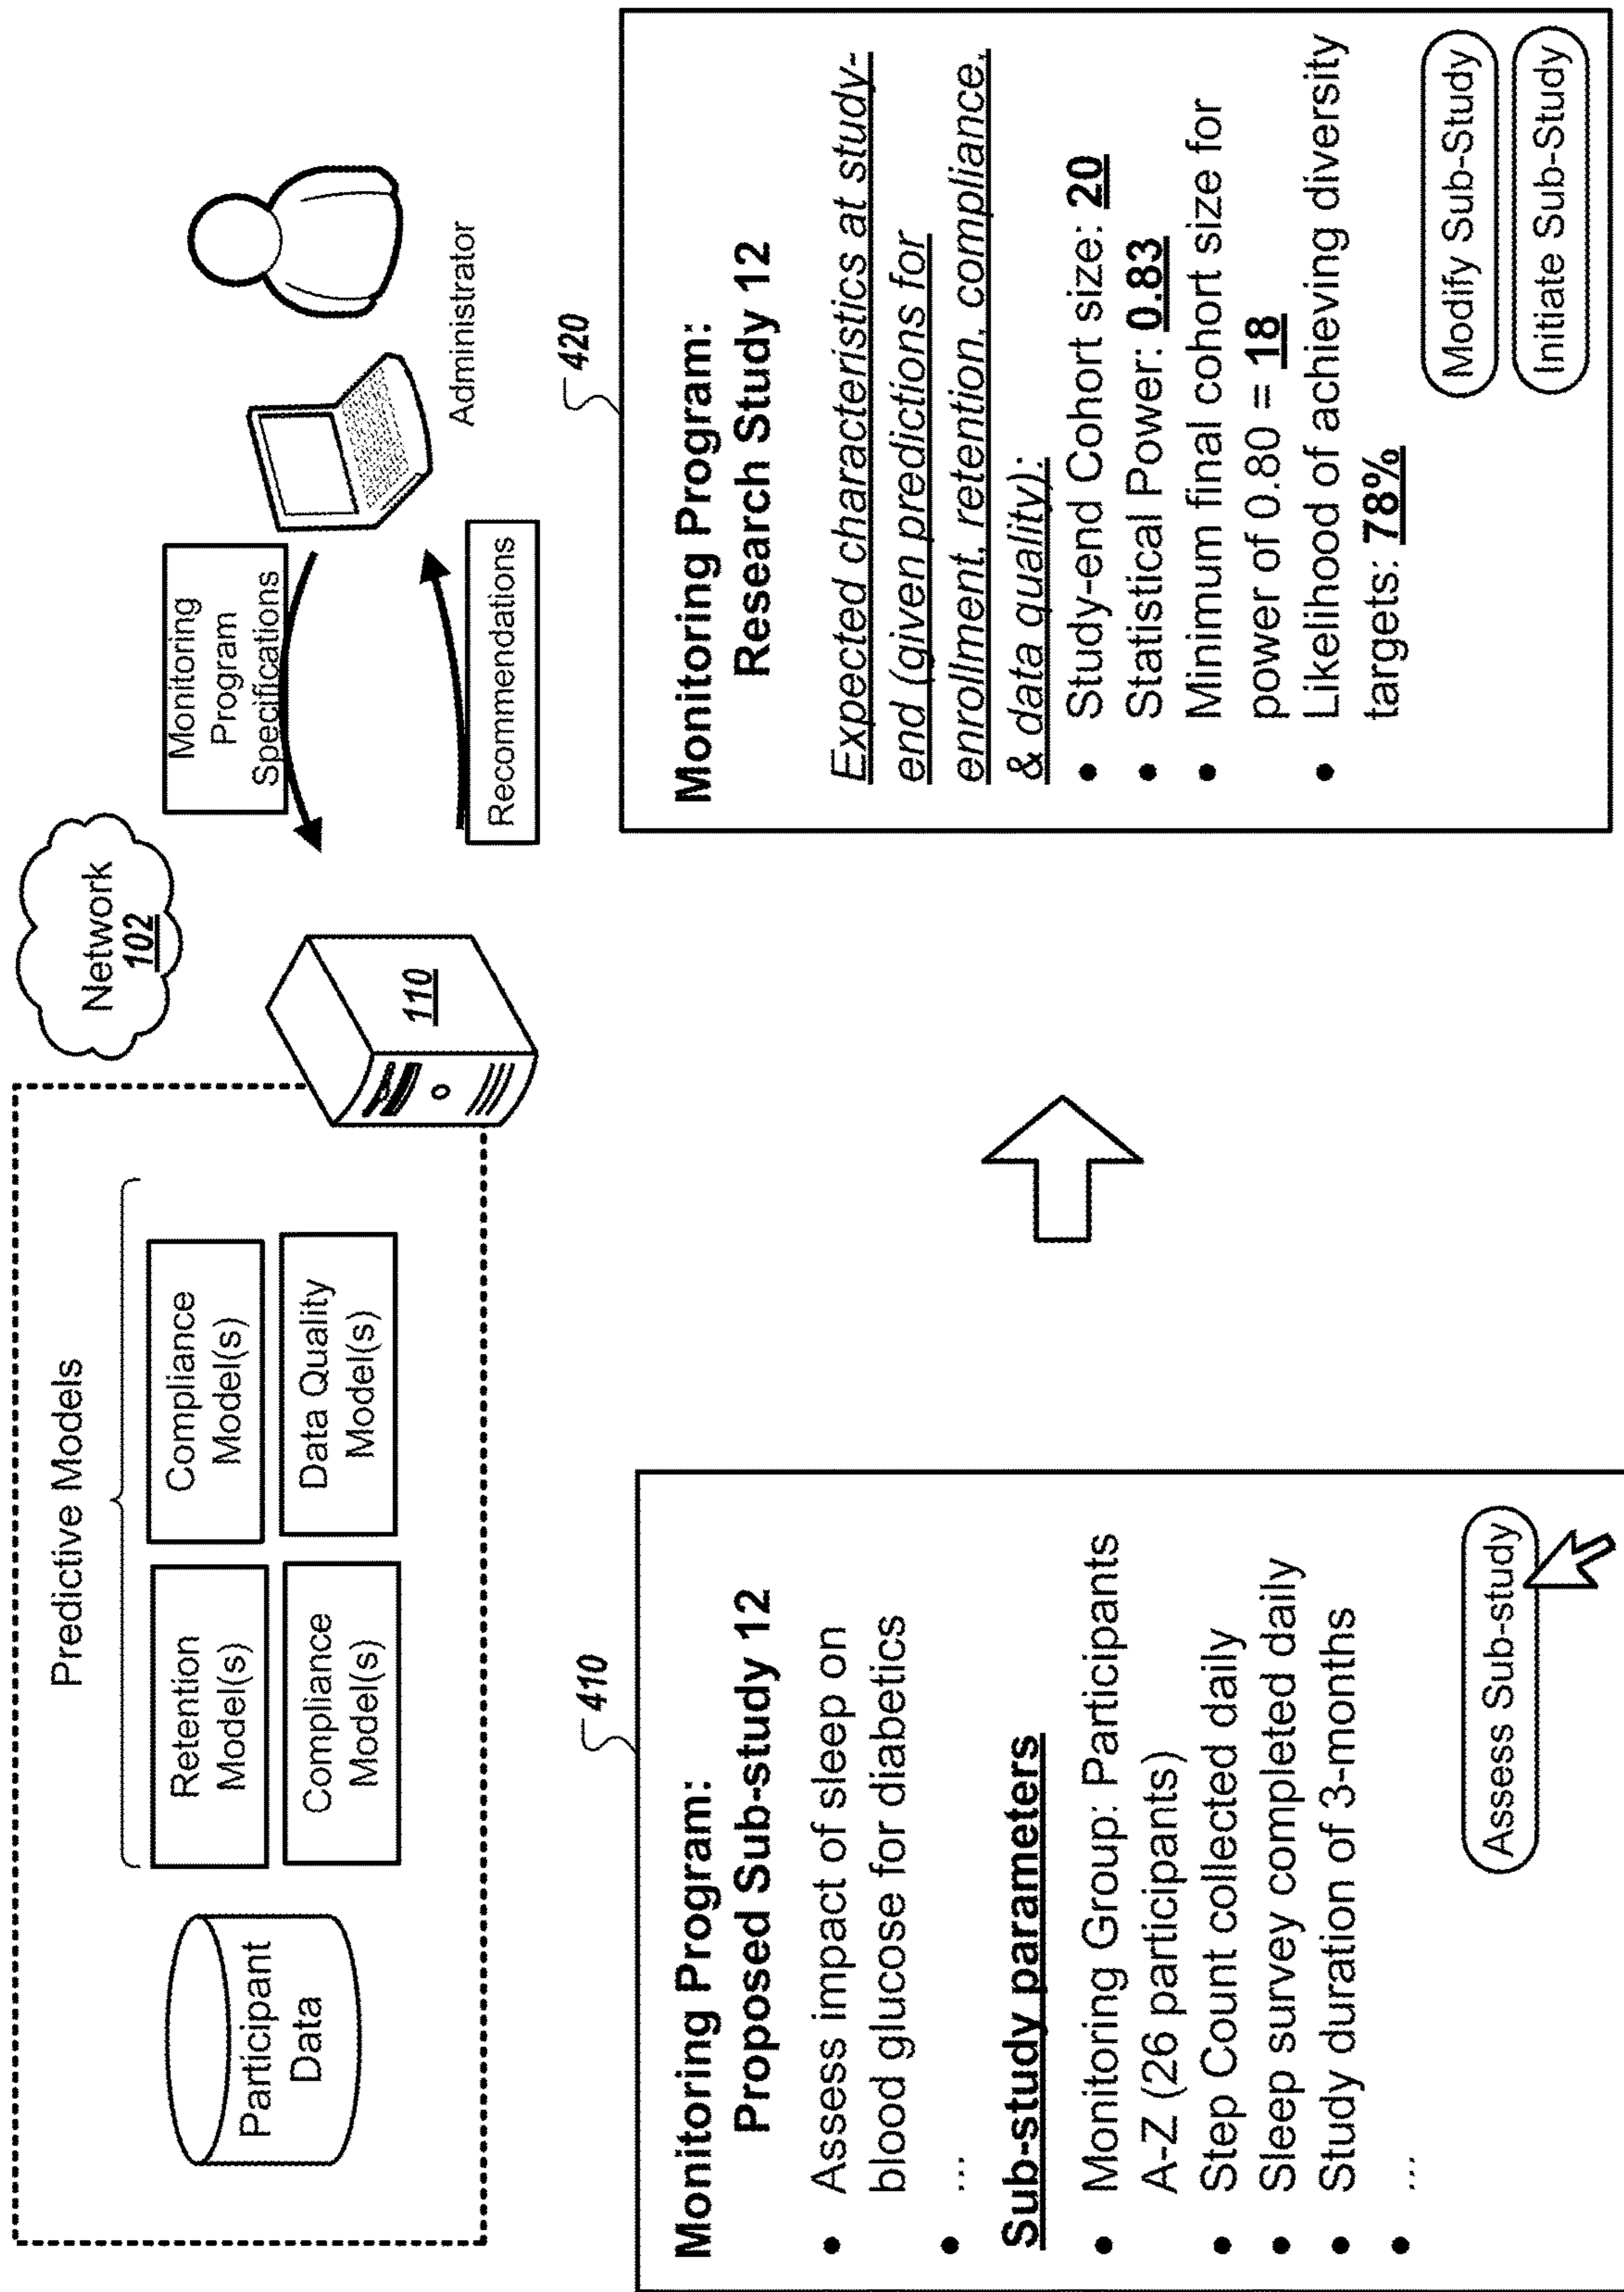 Predictive Models
Participant
Data
Retention
Model(s)
Compliance
Model(s)
Compliance
Model(s)
Data Quality
Model(s)
110
Network
102
Monitoring
Program
Specifications
Recommendations
Administrator
410
Monitoring Program:
Proposed Sub-study 12
• Assess impact of sleep on
blood glucose for diabetics
• ...
Sub-study parameters
• Monitoring Group: Participants
A-Z (26 participants)
• Step Count collected daily
• Sleep survey completed daily
• Study duration of 3-months
• ...
Assess Sub-study
420
Monitoring Program:
Research Study 12
Expected characteristics at study-
end (given predictions for
enrollment, retention, compliance,
& data quality):
• Study-end Cohort size: 20
• Statistical Power: 0.83
• Minimum final cohort size for
power of 0.80 = 18
• Likelihood of achieving diversity
targets: 78%
Modify Sub-Study
Initiate Sub-Study